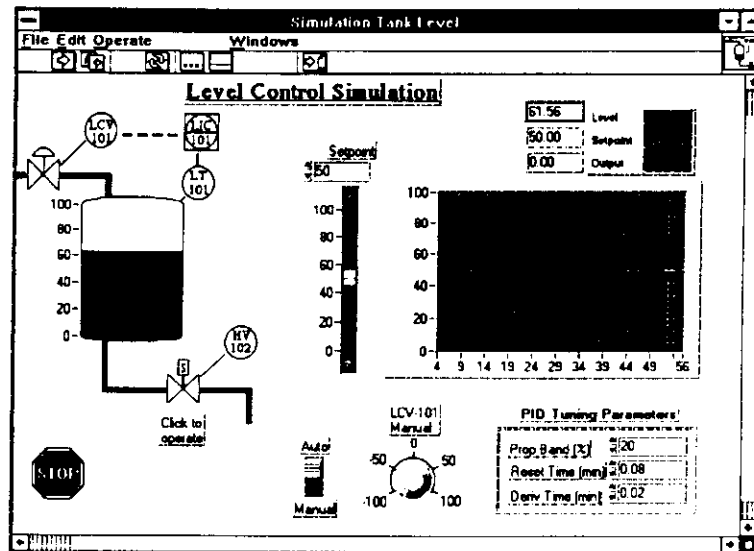 Simulation Tank Level
File Edit Operate Windows
Level Control Simulation
LCV 101
LIC 101
LT 101
61.56 Level
50.00 Setpoint
0.00 Output
Setpoint
50
100
80
60
40
20
0
100
80
60
40
20
0
100
80
60
40
20
0
4 9 14 19 24 29 34 39 44 49 56
HV 102
S
Click to
operate
STOP
Auto
Manual
LCV-101
Manual
0
-50 50
-100 100
PID Tuning Parameters
Prop Band [%] 20
Reset Time [min] 0.08
Deriv Time [min] 0.02